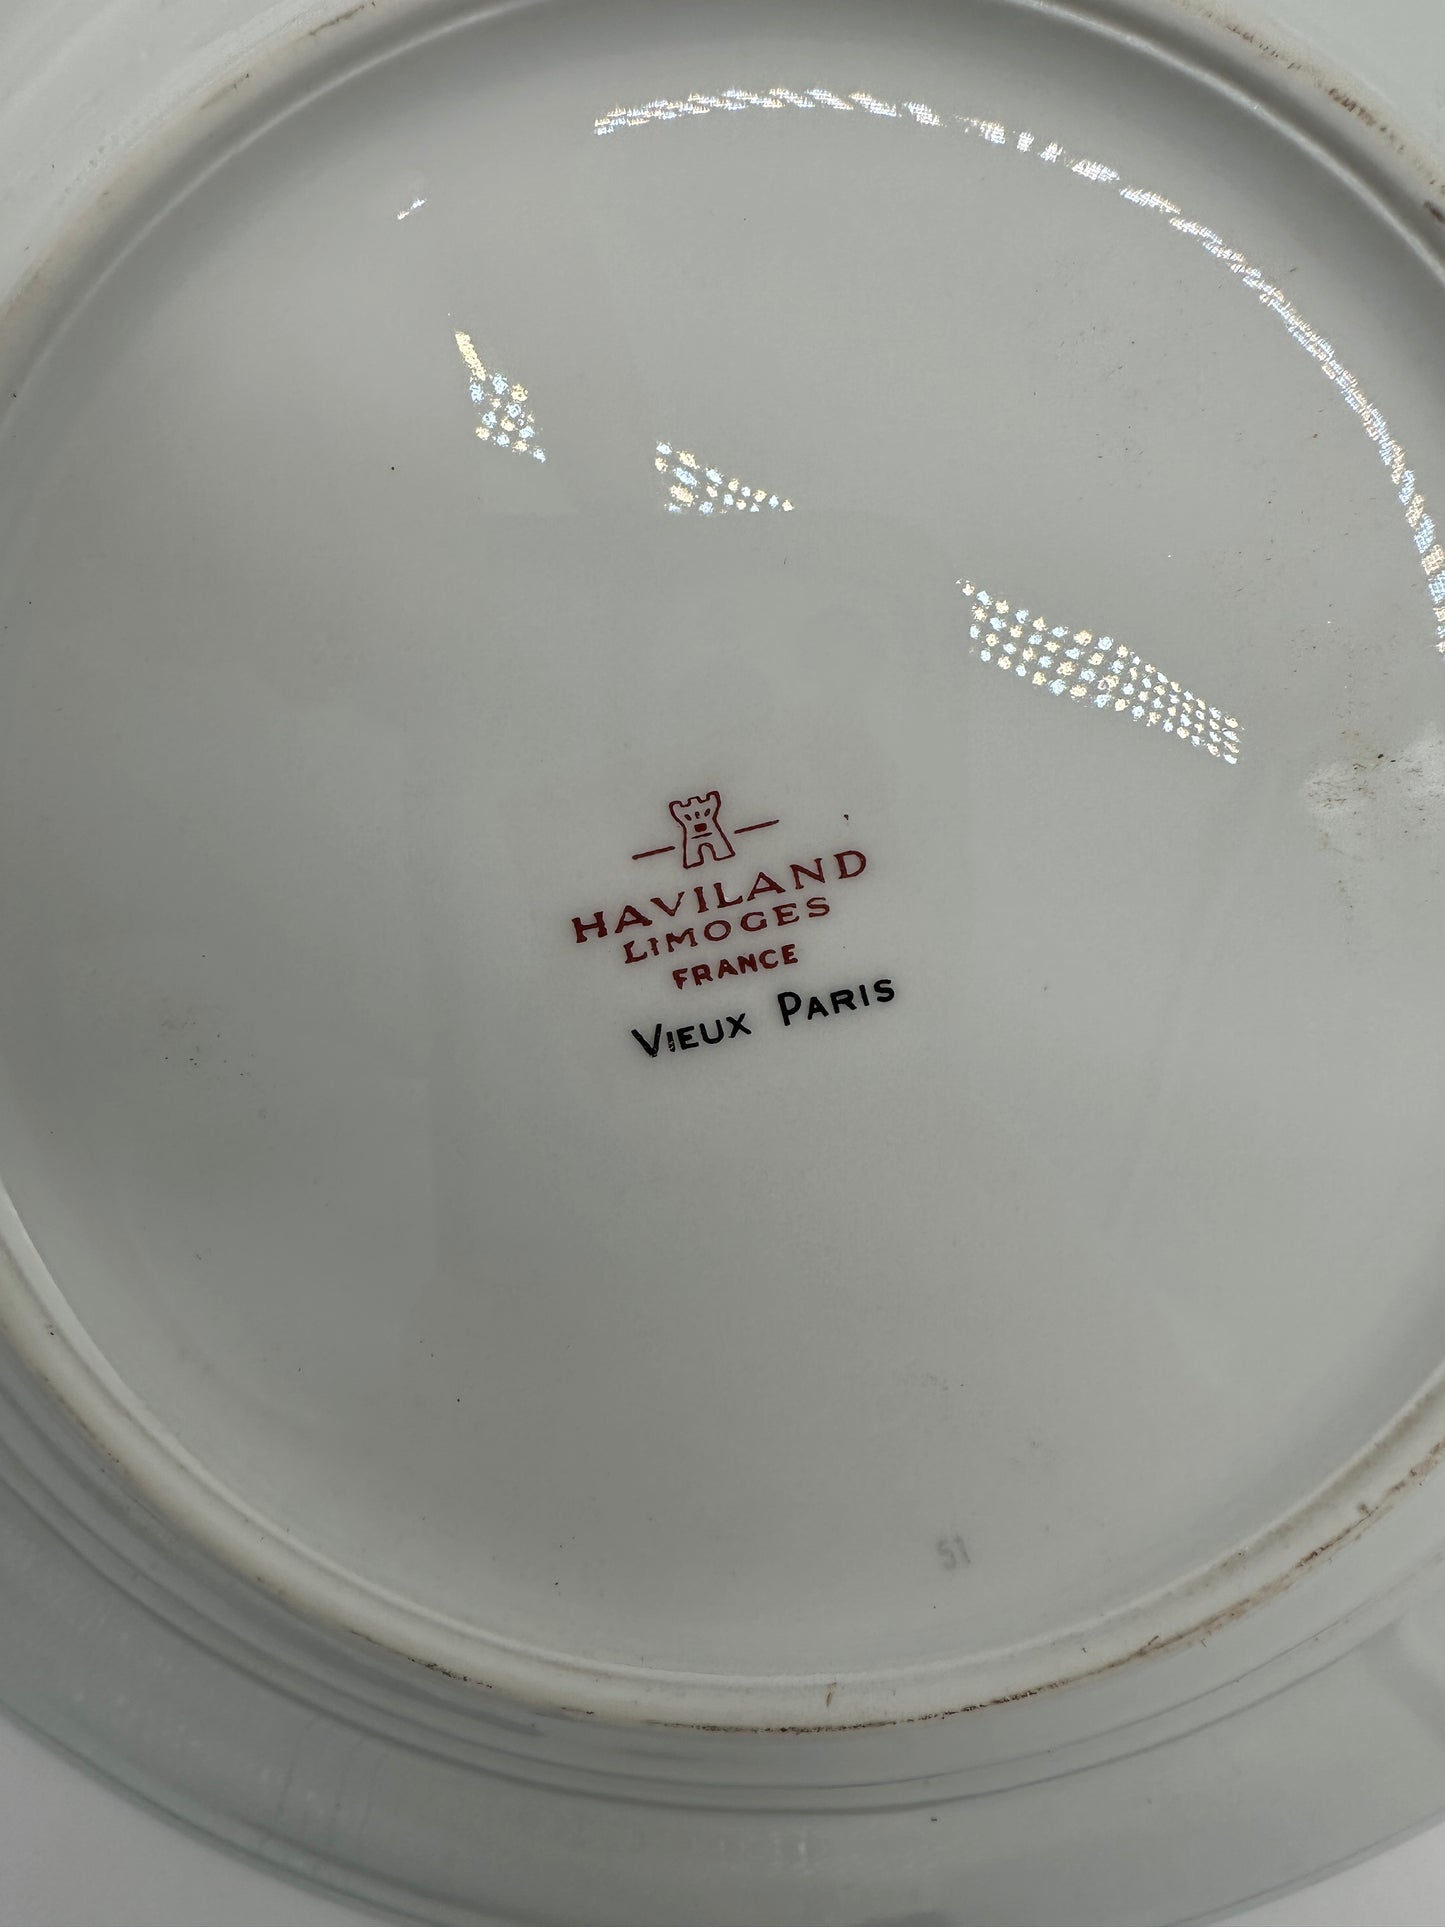 HAVILAND
LIMOGES
FRANCE
VIEUX PARIS
51